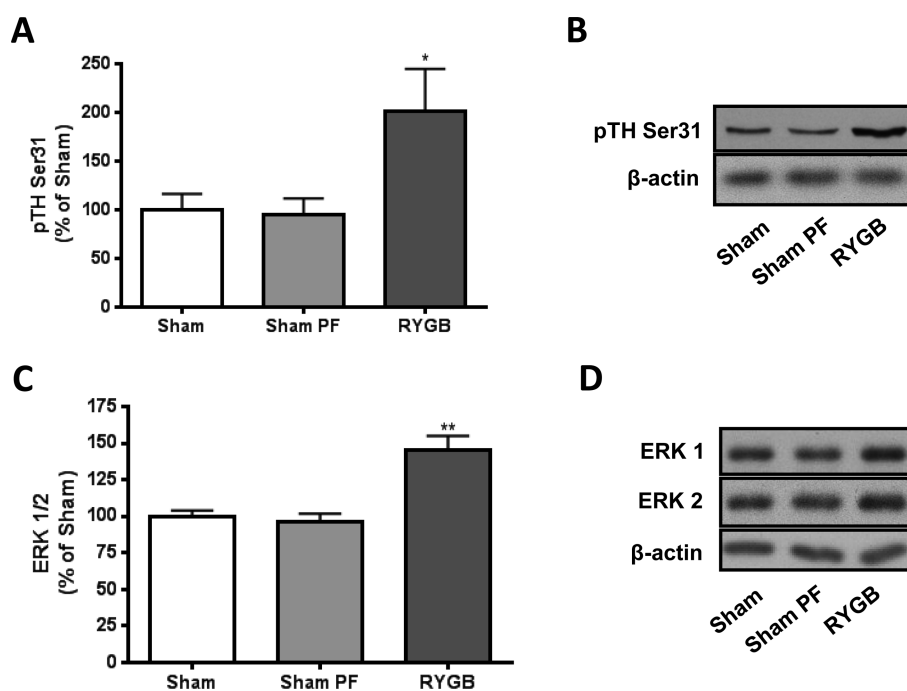 A
pTH Ser31
(% of Sham)
250
200
150
100
50
0
*
Sham
Sham PF
RYGB
B
pTH Ser31
β-actin
Sham
Sham PF
RYGB
C
ERK 1/2
(% of Sham)
175
150
125
100
75
50
25
0
**
Sham
Sham PF
RYGB
D
ERK 1
ERK 2
β-actin
Sham
Sham PF
RYGB